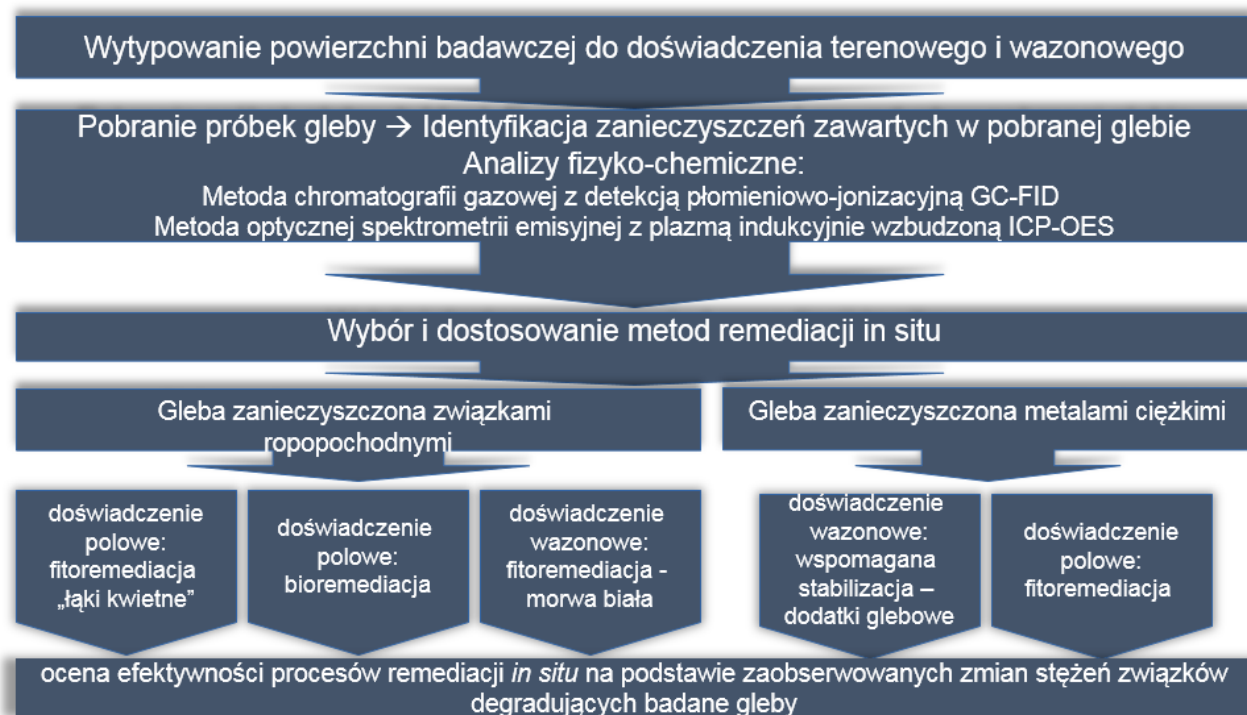 Wytypowanie powierzchni badawczej do doświadczenia terenowego i wazonowego
Pobranie próbek gleby → Identyfikacja zanieczyszczeń zawartych w pobranej glebie
Analizy fizyko-chemiczne:
Metoda chromatografii gazowej z detekcją płomieniowo-jonizacyjną GC-FID
Metoda optycznej spektrometrii emisyjnej z plazmą indukcyjnie wzbudzoną ICP-OES
Wybór i dostosowanie metod remediacji in situ
Gleba zanieczyszczona związkami
ropopochodnymi
Gleba zanieczyszczona metalami ciężkimi
doświadczenie
polowe:
fitoremediacja
„łąki kwietne”
doświadczenie
polowe:
bioremediacja
doświadczenie
wazonowe:
fitoremediacja -
morwa biała
doświadczenie
wazonowe:
wspomagana
stabilizacja –
dodatki glebowe
doświadczenie
polowe:
fitoremediacja
ocena efektywności procesów remediacji in situ na podstawie zaobserwowanych zmian stężeń związków
degradujących badane gleby